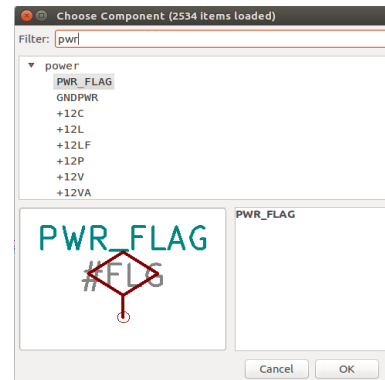 Choose Component (2534 items loaded)
Filter: pwr
power
PWR_FLAG
GNDPWR
+12C
+12L
+12LF
+12P
+12V
+12VA
PWR_FLAG
#FLG
PWR_FLAG
Cancel OK